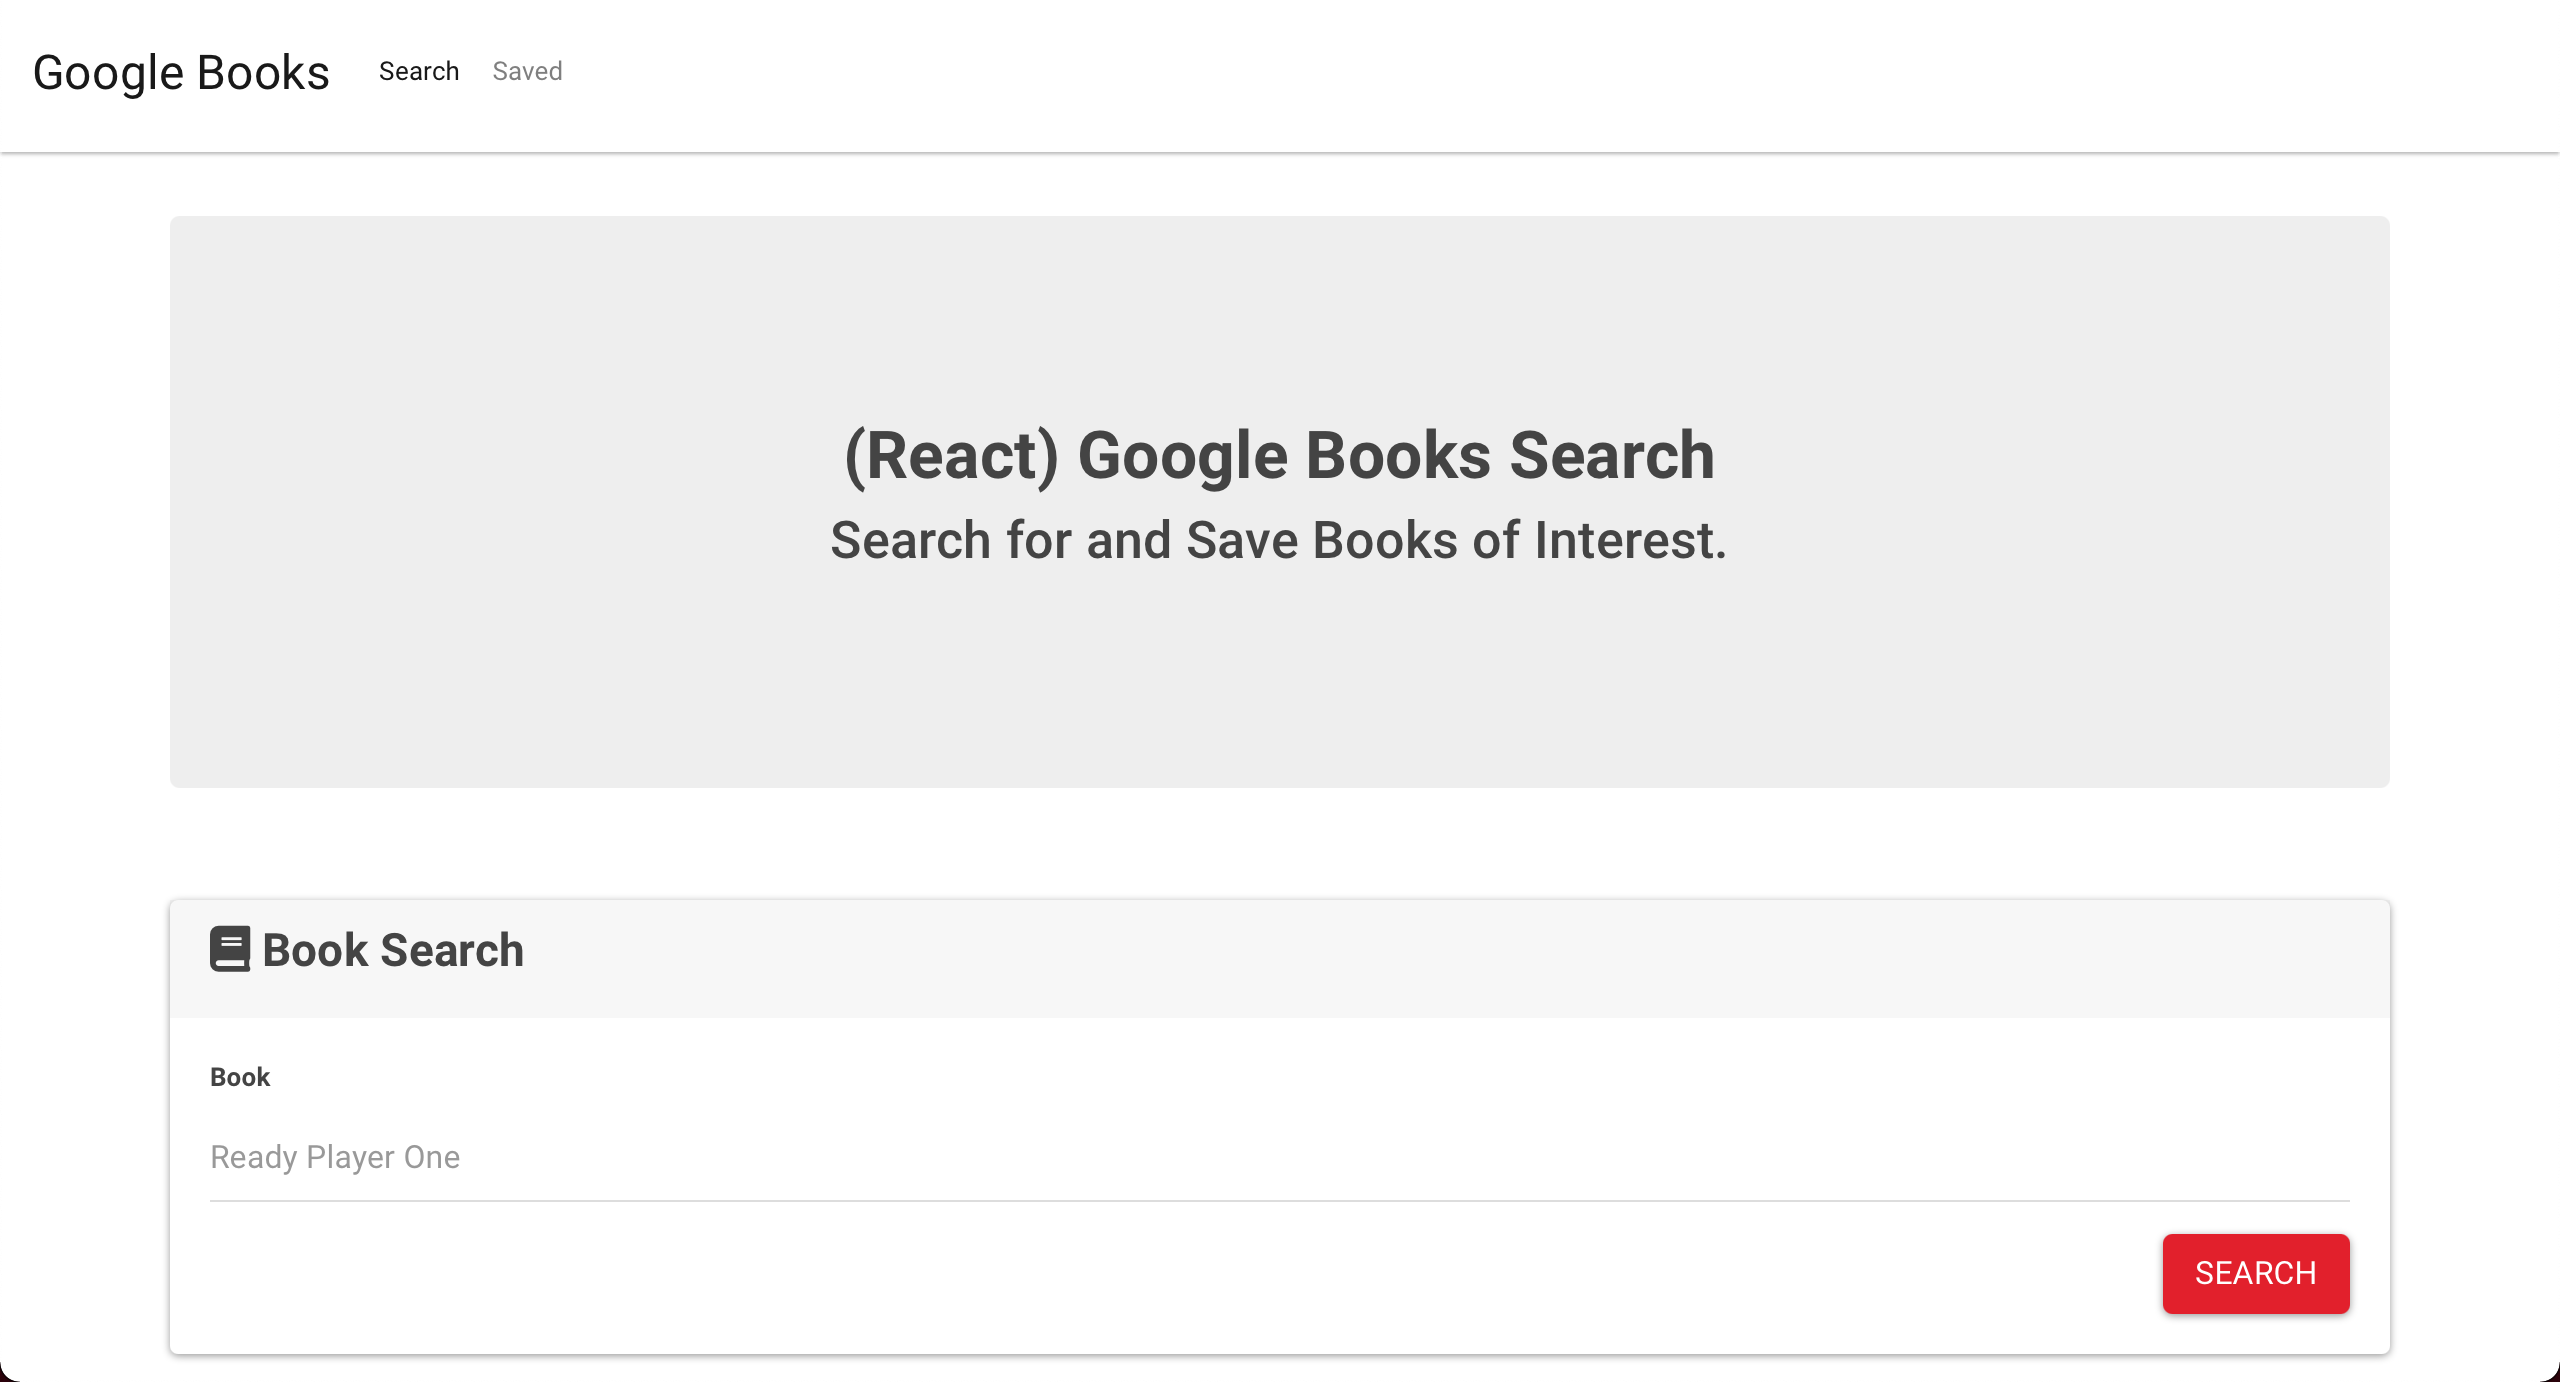 Google Books Search Saved
(React) Google Books Search
Search for and Save Books of Interest.
Book Search
Book
Ready Player One
SEARCH